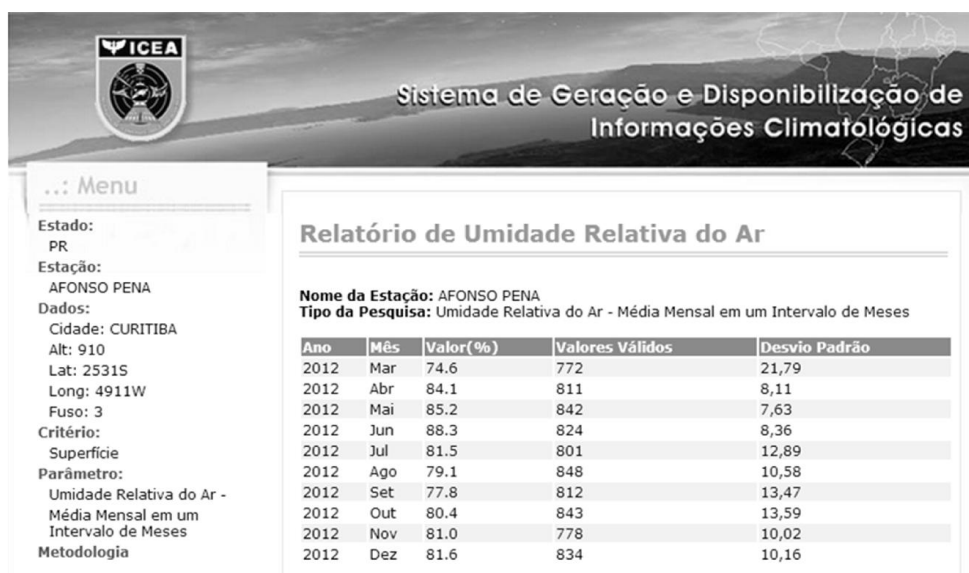 ICEA
Sistema de Geração e Disponibilização de
Informações Climatológicas
..: Menu
Estado:
PR
Estação:
AFONSO PENA
Dados:
Cidade: CURITIBA
Alt: 910
Lat: 2531S
Long: 4911W
Fuso: 3
Critério:
Superfície
Parâmetro:
Umidade Relativa do Ar -
Média Mensal em um
Intervalo de Meses
Metodologia
Relatório de Umidade Relativa do Ar
Nome da Estação: AFONSO PENA
Tipo da Pesquisa: Umidade Relativa do Ar - Média Mensal em um Intervalo de Meses
Ano Mês Valor(%) Valores Válidos Desvio Padrão
2012 Mar 74.6 772 21,79
2012 Abr 84.1 811 8,11
2012 Mai 85.2 842 7,63
2012 Jun 88.3 824 8,36
2012 Jul 81.5 801 12,89
2012 Ago 79.1 848 10,58
2012 Set 77.8 812 13,47
2012 Out 80.4 843 13,59
2012 Nov 81.0 778 10,02
2012 Dez 81.6 834 10,16